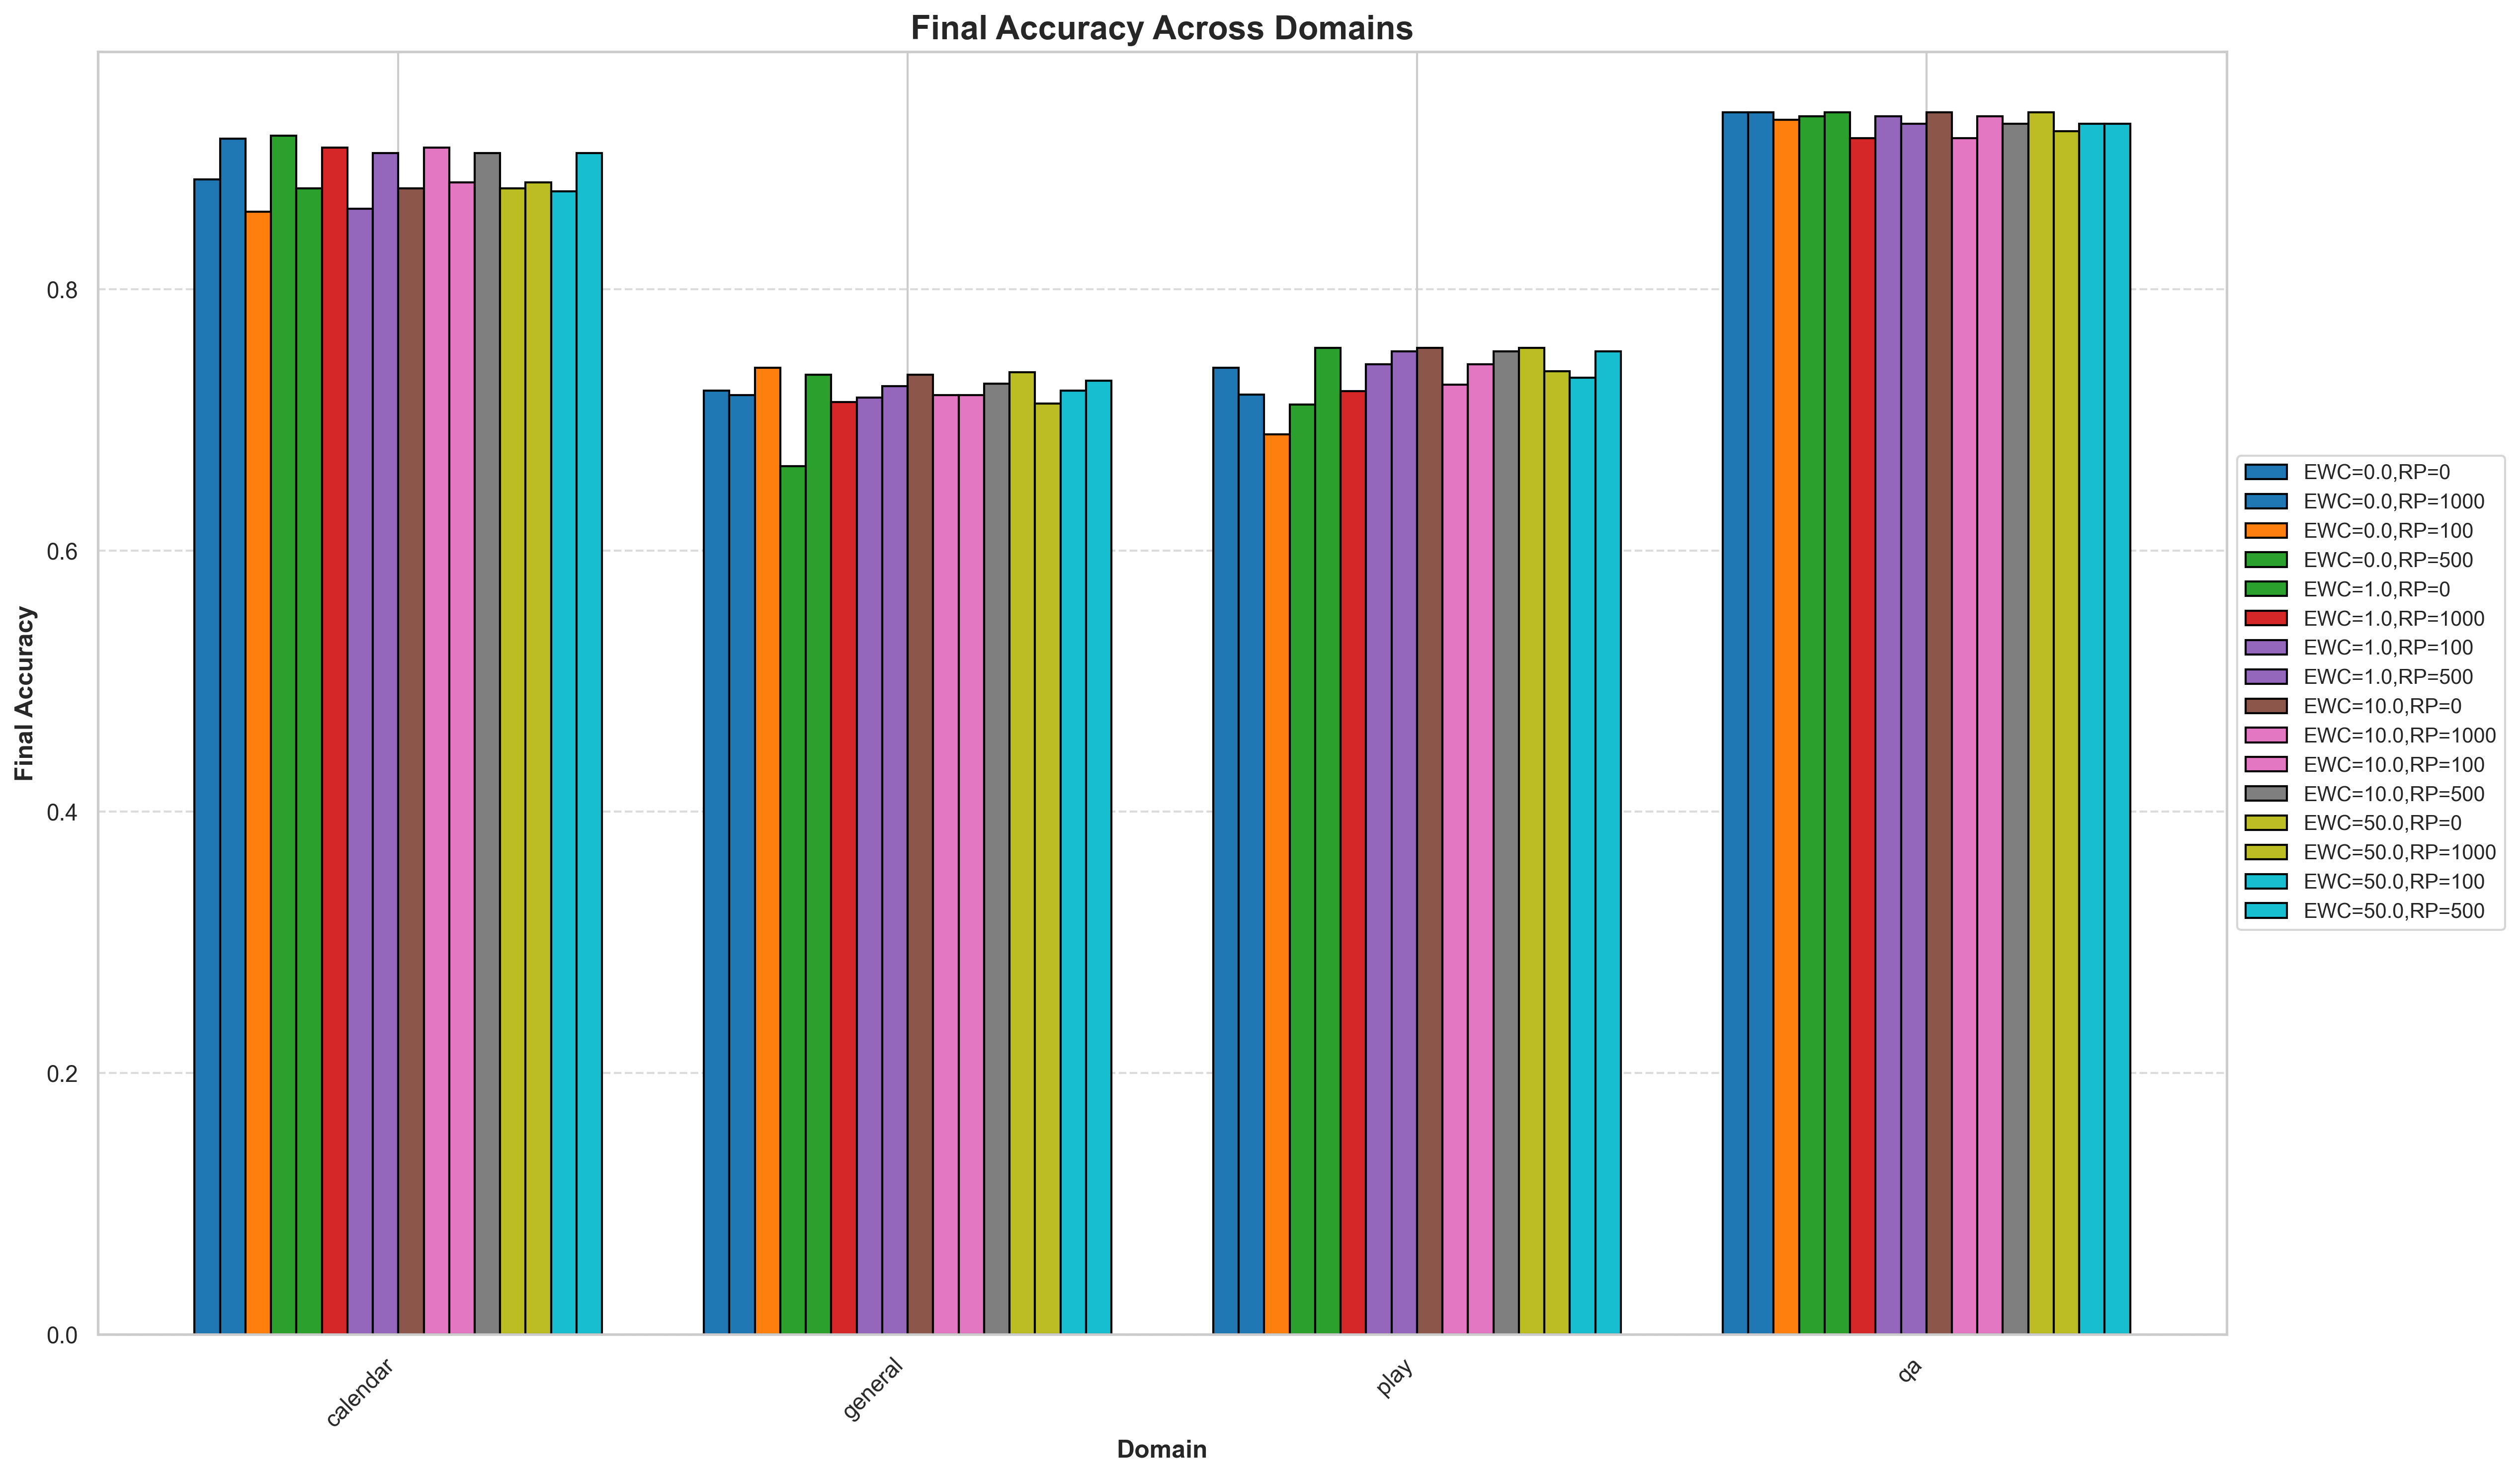 Final Accuracy Across Domains
Final Accuracy
0.8
0.6
0.4
0.2
0.0
calendar
general
play
qa
Domain
EWC=0.0,RP=0
EWC=0.0,RP=1000
EWC=0.0,RP=100
EWC=0.0,RP=500
EWC=1.0,RP=0
EWC=1.0,RP=1000
EWC=1.0,RP=100
EWC=1.0,RP=500
EWC=10.0,RP=0
EWC=10.0,RP=1000
EWC=10.0,RP=100
EWC=10.0,RP=500
EWC=50.0,RP=0
EWC=50.0,RP=1000
EWC=50.0,RP=100
EWC=50.0,RP=500